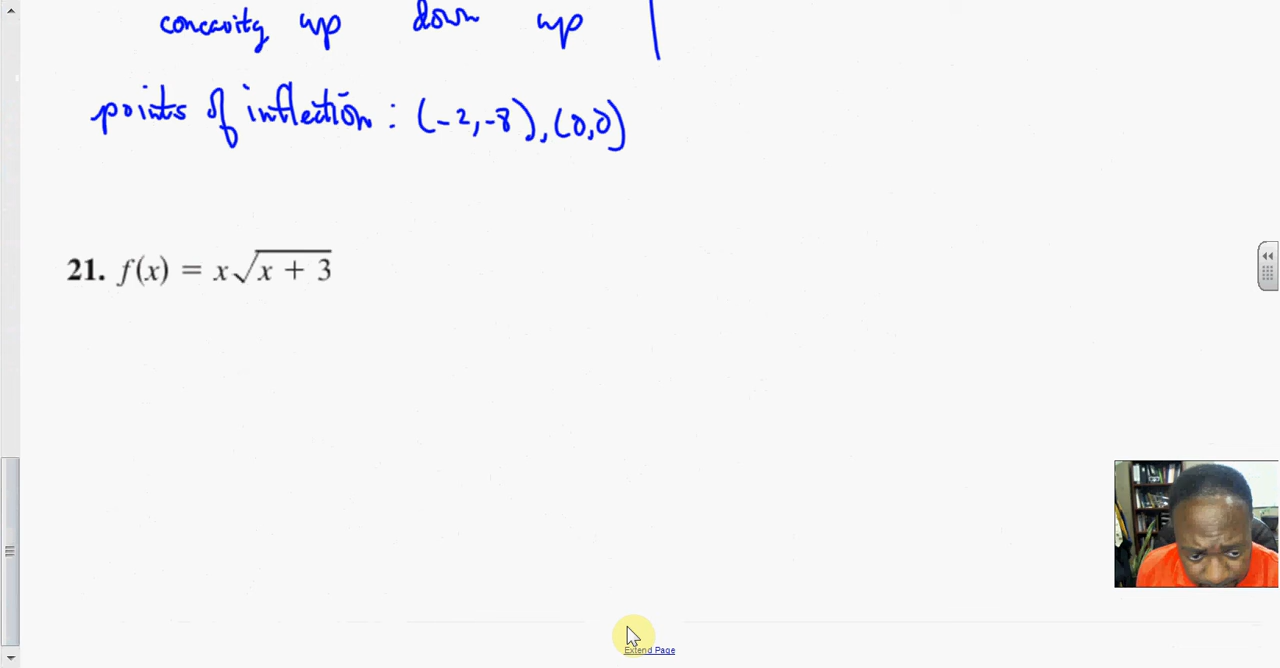 concavity up down up
points of inflection : (-2,-8), (0,0)
21. f(x) = x√(x + 3)
Extend Page